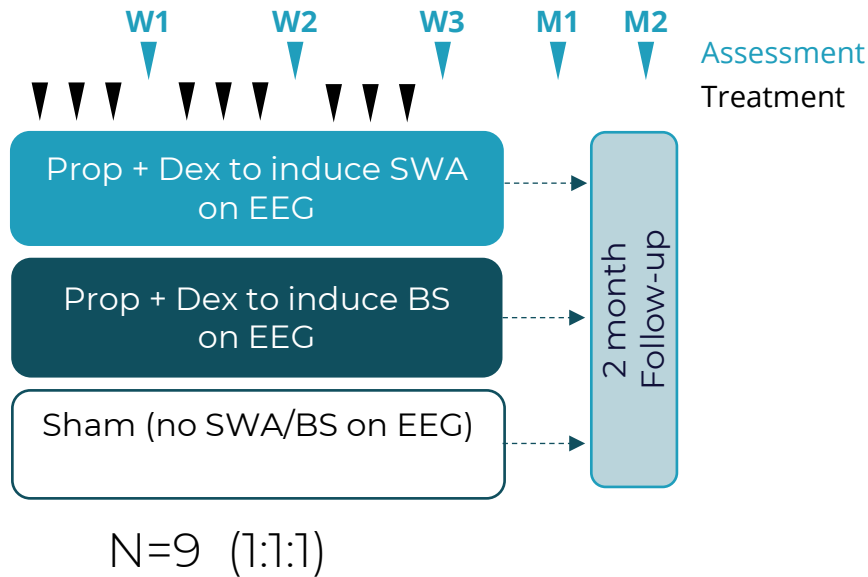 W1 W2 W3 M1 M2
Assessment
Treatment
Prop + Dex to induce SWA
on EEG
Prop + Dex to induce BS
on EEG
Sham (no SWA/BS on EEG)
2 month
Follow-up
N=9 (1:1:1)